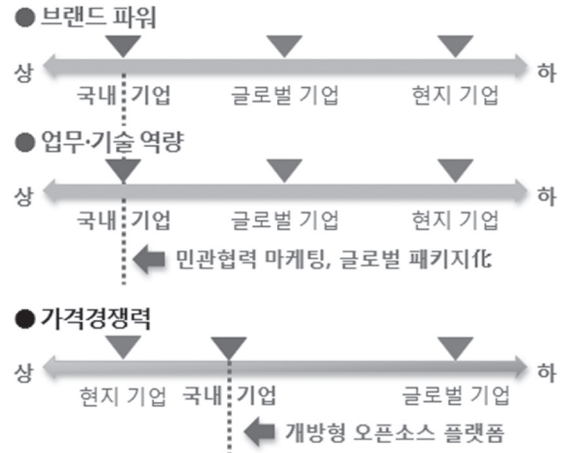 ● 브랜드 파워
상 하
국내 기업 글로벌 기업 현지 기업
● 업무·기술 역량
상 하
국내 기업 글로벌 기업 현지 기업
민관협력 마케팅, 글로벌 패키지化
● 가격경쟁력
상 하
현지 기업 국내 기업 글로벌 기업
개방형 오픈소스 플랫폼